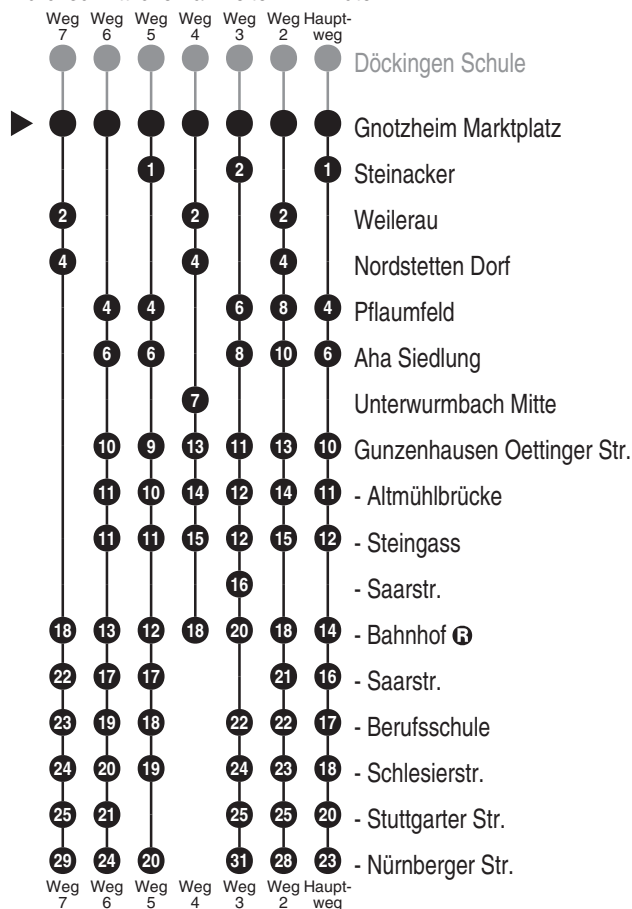 Weg Weg Weg Weg Weg Weg Haupt-
7 6 5 4 3 2 weg
Döckingen Schule
Gnotzheim Marktplatz
1 2 1 Steinacker
2 2 2 Weilerau
4 4 4 Nordstetten Dorf
4 4 6 8 4 Pflaumfeld
6 6 8 10 6 Aha Siedlung
7 Unterwurmbach Mitte
10 9 13 11 13 10 Gunzenhausen Oettinger Str.
11 10 14 12 14 11 - Altmühlbrücke
11 11 15 12 15 12 - Steingass
16 - Saarstr.
18 13 12 18 20 18 14 - Bahnhof R
22 17 17 21 16 - Saarstr.
23 19 18 22 22 17 - Berufsschule
24 20 19 24 23 18 - Schlesierstr.
25 21 25 25 20 - Stuttgarter Str.
29 24 20 31 28 23 - Nürnberger Str.
Weg Weg Weg Weg Weg Weg Haupt-
7 6 5 4 3 2 weg